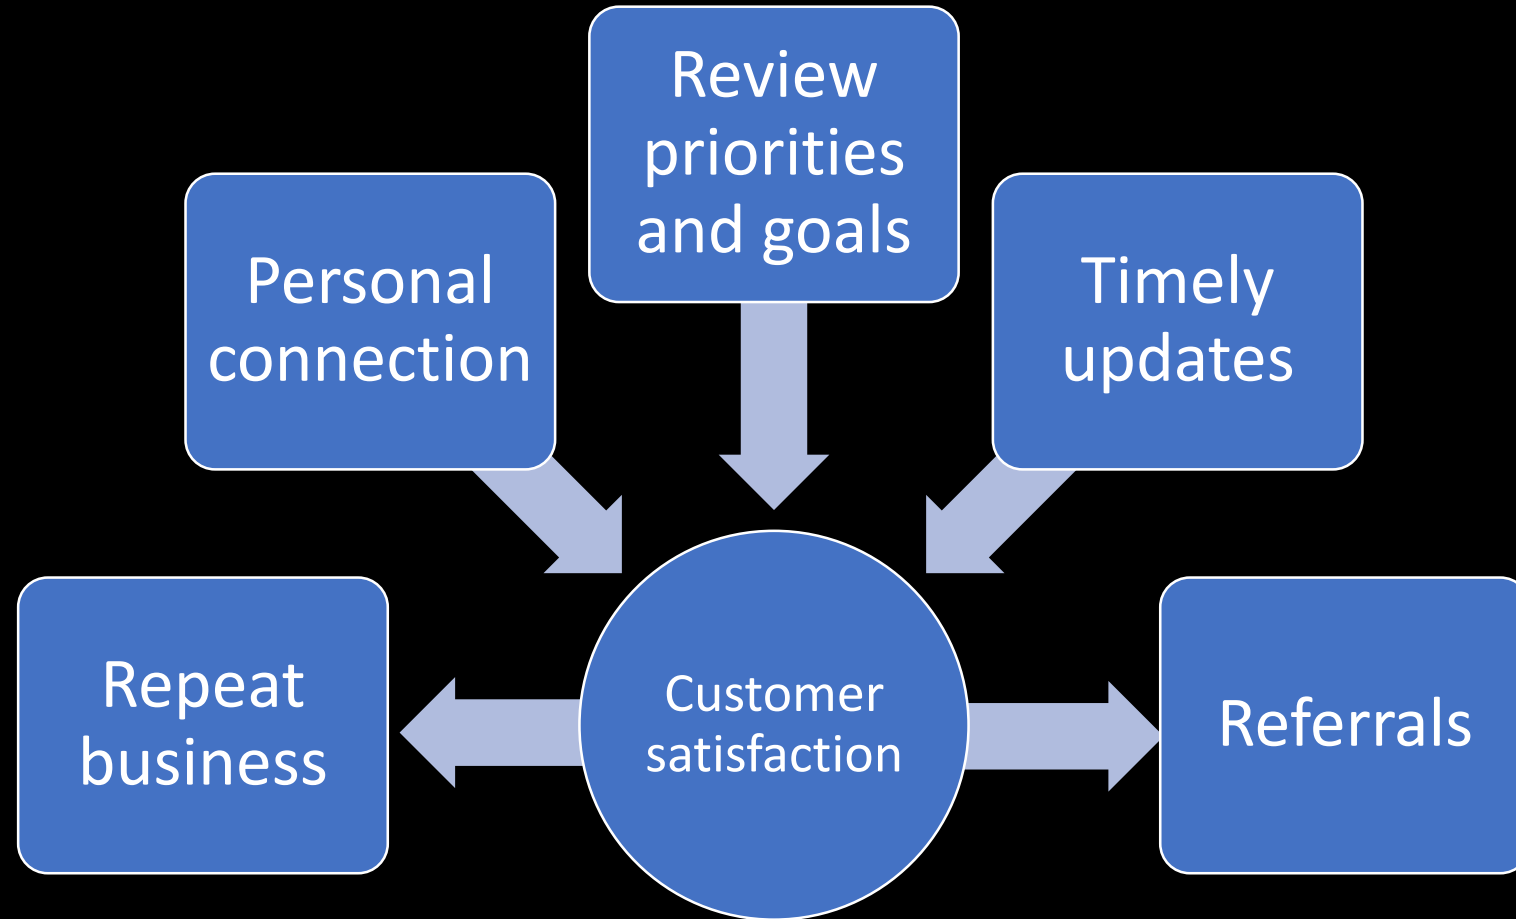 Review
priorities
and goals
Personal
connection
Timely
updates
Repeat
business
Customer
satisfaction
Referrals